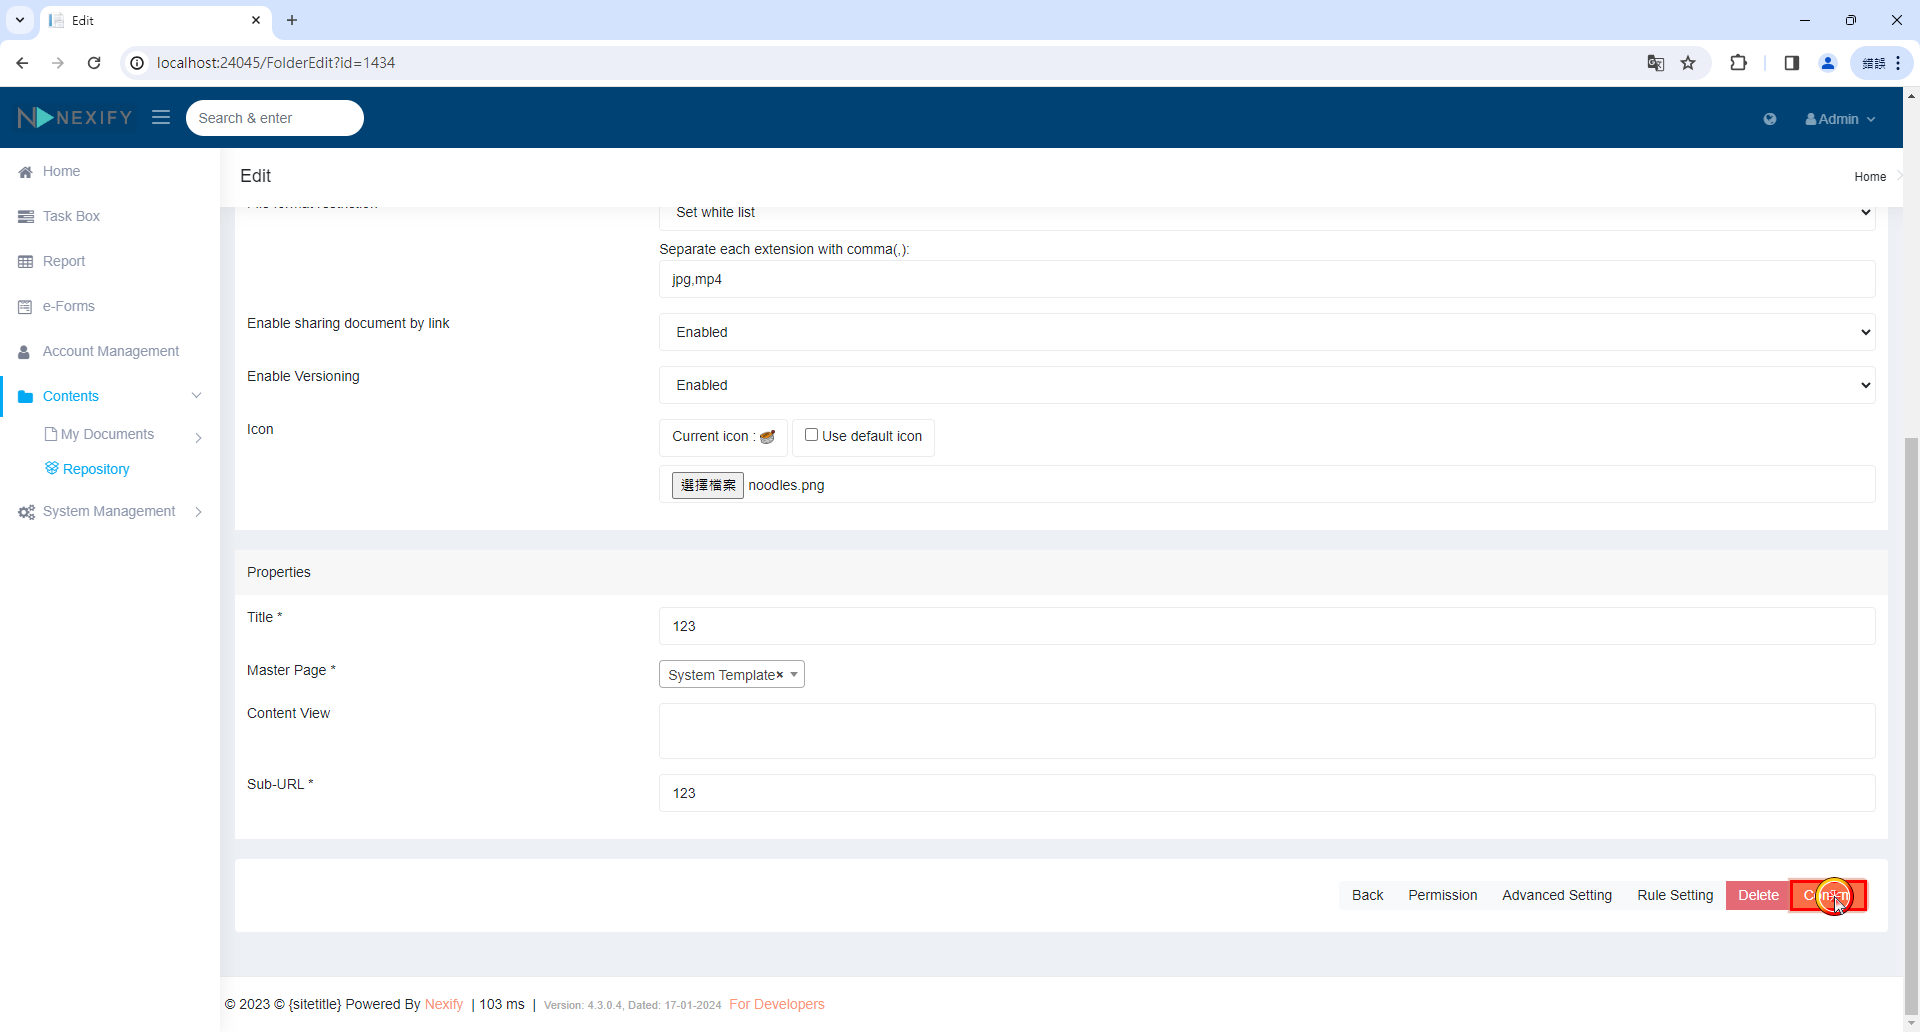 Edit
localhost:24045/FolderEdit?id=1434
錯誤
NEXIFY
Search & enter
Admin
Home
Task Box
Report
e-Forms
Account Management
Contents
My Documents
Repository
System Management
Edit
Home
Set white list
Separate each extension with comma(,):
jpg,mp4
Enable sharing document by link
Enabled
Enable Versioning
Enabled
Icon
Current icon :
Use default icon
選擇檔案 noodles.png
Properties
Title *
123
Master Page *
System Template×
Content View
Sub-URL *
123
Back Permission Advanced Setting Rule Setting Delete
© 2023 © {sitetitle} Powered By Nexify | 103 ms | Version: 4.3.0.4, Dated: 17-01-2024 For Developers